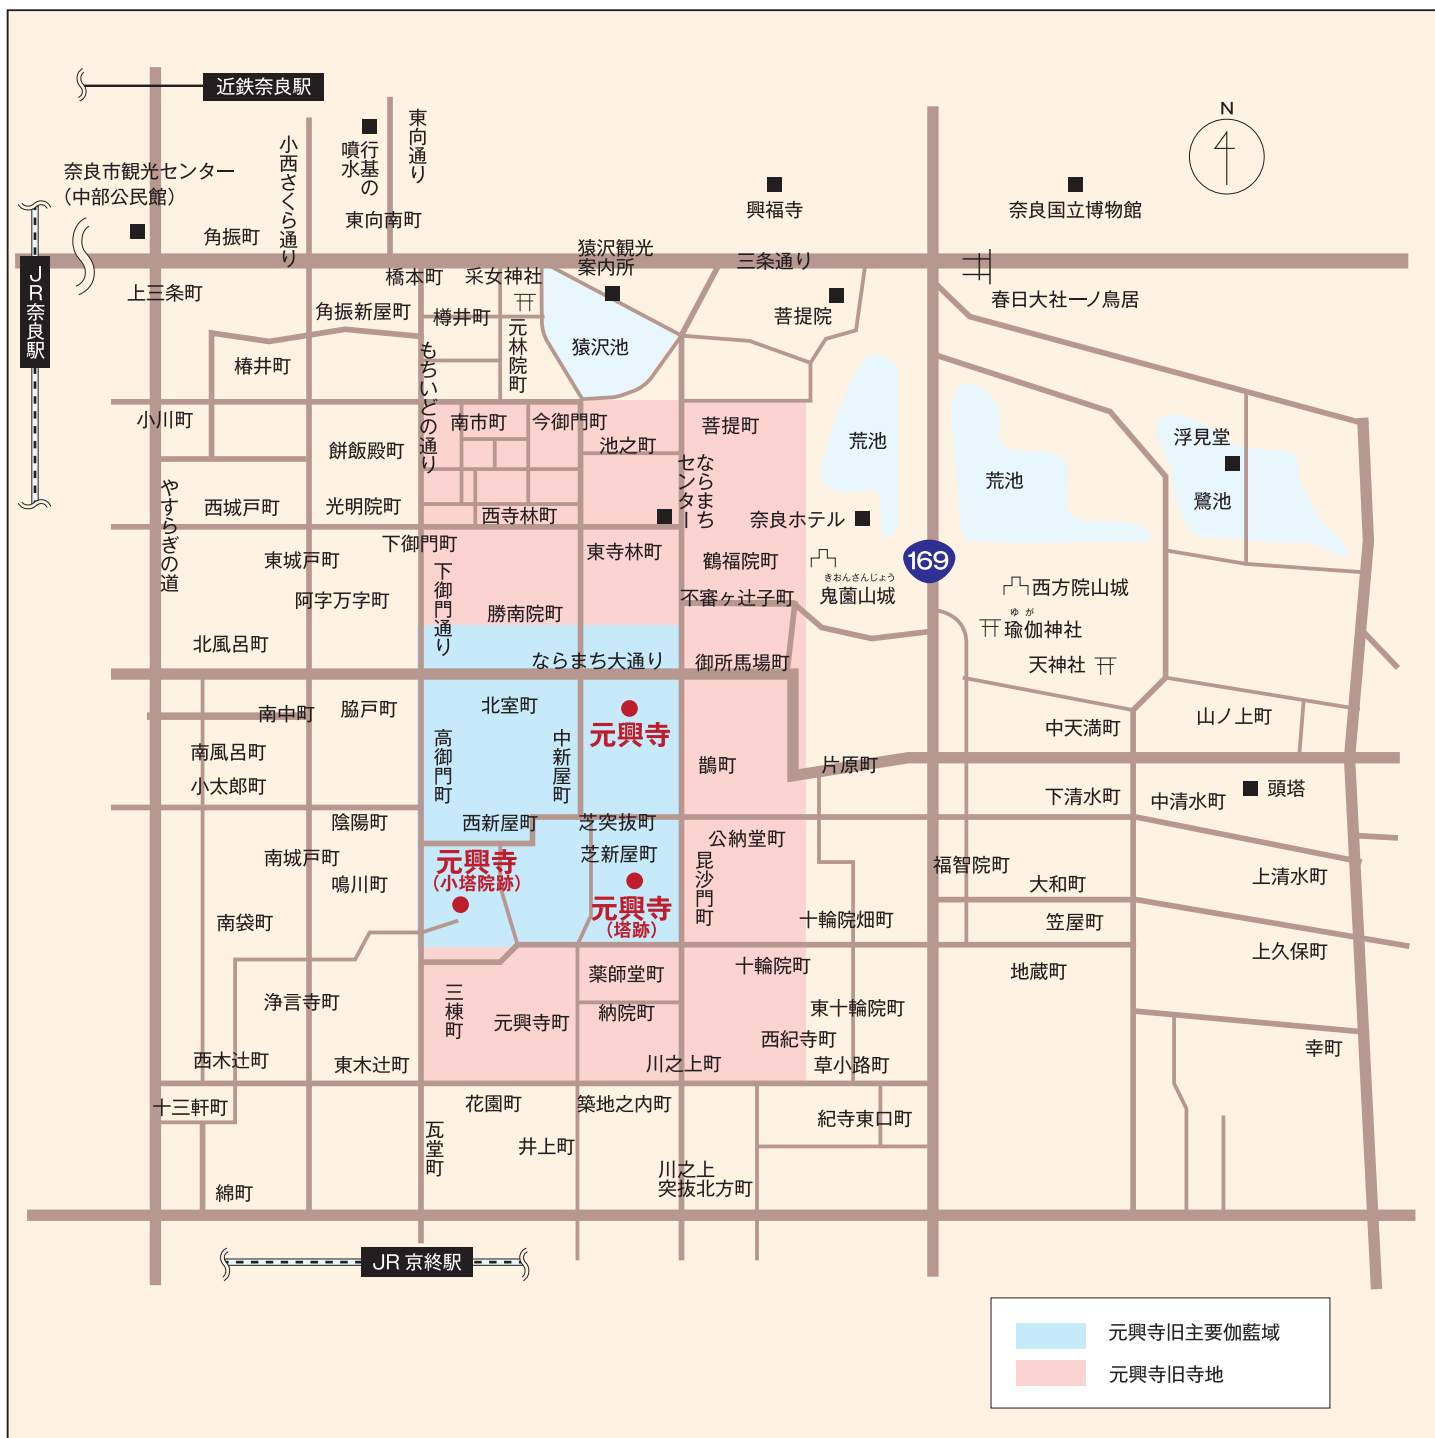 近鉄奈良駅
N
行基の
噴水
東向通り
小西さくら通り
奈良市観光センター
(中部公民館)
東向南町
角振町
興福寺
奈良国立博物館
JR奈良駅
猿沢観光
案内所
三条通り
上三条町
橋本町
采女神社
春日大社一ノ鳥居
角振新屋町
樽井町
元林院町
菩提院
猿沢池
椿井町
もちいどの通り
小川町
南市町
今御門町
菩提町
餅飯殿町
池之町
荒池
浮見堂
荒池
鷺池
ならまち
センター
やすらぎの道
西城戸町
光明院町
西寺林町
奈良ホテル
下御門町
東寺林町
東城戸町
鶴福院町
169
下御門通り
きおんさんじょう
鬼薗山城
西方院山城
阿字万字町
勝南院町
不審ヶ辻子町
ゆが
瑜伽神社
北風呂町
ならまち大通り
御所馬場町
天神社
南中町
脇戸町
北室町
元興寺
中天満町
山ノ上町
高御門町
中新屋町
南風呂町
鵲町
片原町
小太郎町
下清水町
中清水町
頭塔
陰陽町
西新屋町
芝突抜町
公納堂町
南城戸町
元興寺
(小塔院跡)
芝新屋町
毘沙門町
福智院町
鳴川町
大和町
上清水町
元興寺
(塔跡)
南袋町
十輪院畑町
笠屋町
上久保町
十輪院町
地蔵町
薬師堂町
浄言寺町
三棟町
元興寺町
納院町
東十輪院町
西紀寺町
西木辻町
東木辻町
川之上町
草小路町
幸町
十三軒町
花園町
築地之内町
紀寺東口町
瓦堂町
井上町
川之上
突抜北方町
綿町
JR 京終駅
元興寺旧主要伽藍域
元興寺旧寺地